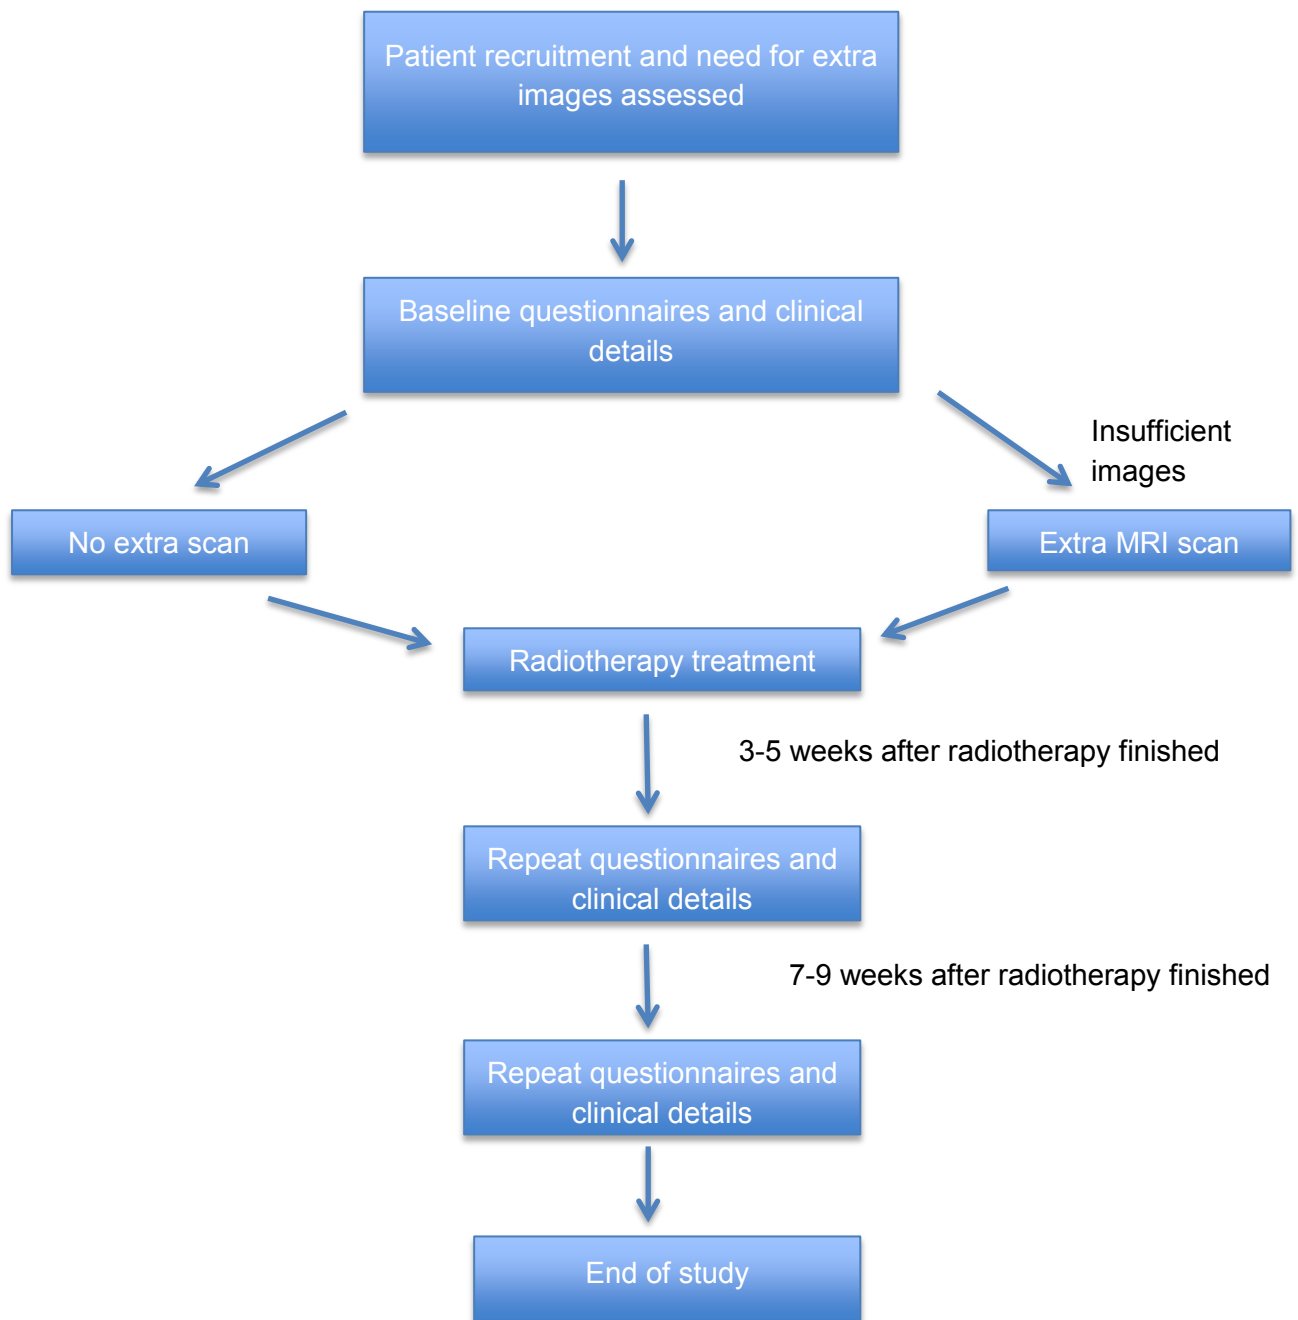 Patient recruitment and need for extra
images assessed
Baseline questionnaires and clinical
details
Insufficient
images
No extra scan
Extra MRI scan
Radiotherapy treatment
3-5 weeks after radiotherapy finished
Repeat questionnaires and
clinical details
7-9 weeks after radiotherapy finished
Repeat questionnaires and
clinical details
End of study